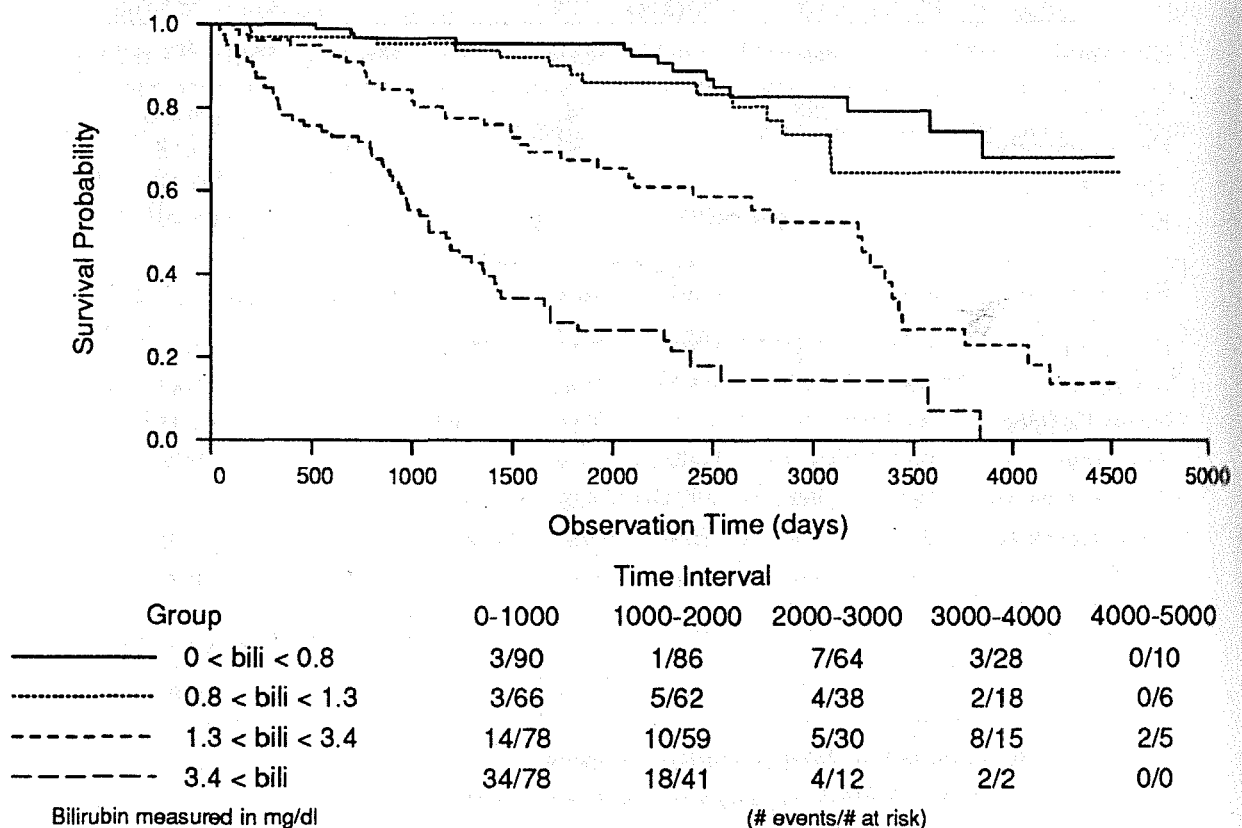 1.0
0.8
0.6
0.4
0.2
0.0
Survival Probability
0 500 1000 1500 2000 2500 3000 3500 4000 4500 5000
Observation Time (days)
Time Interval
Group 0-1000 1000-2000 2000-3000 3000-4000 4000-5000
0 < bili < 0.8 3/90 1/86 7/64 3/28 0/10
0.8 < bili < 1.3 3/66 5/62 4/38 2/18 0/6
1.3 < bili < 3.4 14/78 10/59 5/30 8/15 2/5
3.4 < bili 34/78 18/41 4/12 2/2 0/0
Bilirubin measured in mg/dl (# events/# at risk)